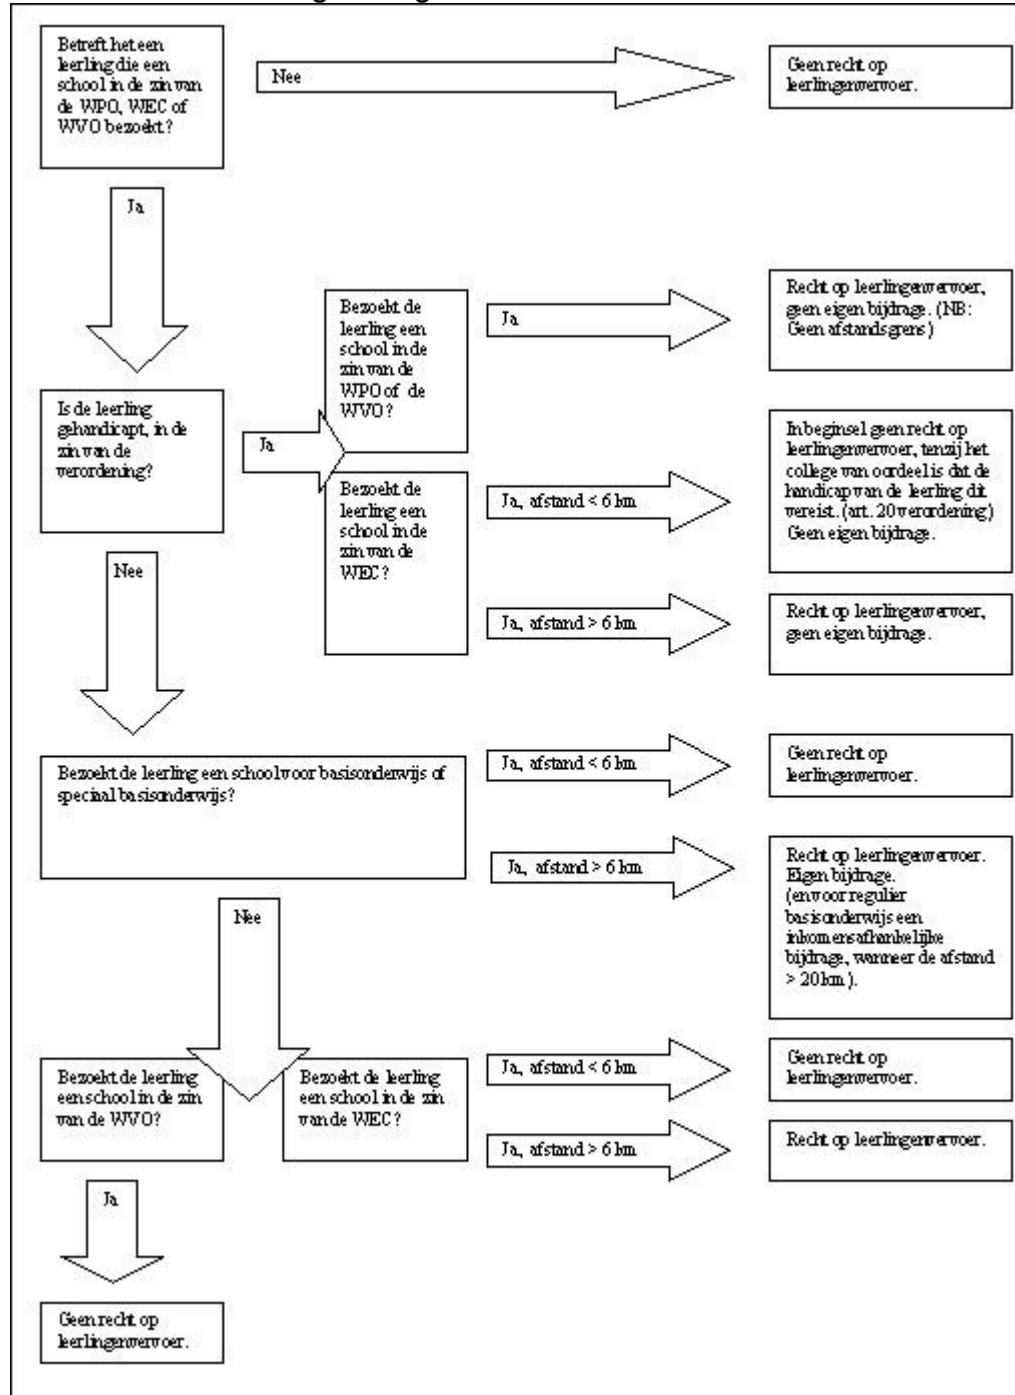 Betreft het een
leerling die een
school in de zin van
de WPO, WEC of
WVO bezoekt?
Nee
Geen recht op
leerlingenvervoer.
Ja
Bezoekt de
leerling een
school in de
zin van de
WPO of de
WVO?
Ja
Recht op leerlingenvervoer,
geen eigen bijdrage. (NB:
Geen afstandsgrens)
Is de leerling
gehandicapt, in de
zin van de
verordening?
Ja
Bezoekt de
leerling een
school in de
zin van de
WEC?
Ja, afstand < 6 km
In beginsel geen recht op
leerlingenvervoer, tenzij het
college van oordeel is dat de
handicap van de leerling dit
vereist. (art. 20 verordening)
Geen eigen bijdrage.
Ja, afstand > 6 km
Recht op leerlingenvervoer,
geen eigen bijdrage.
Nee
Bezoekt de leerling een school voor basisonderwijs of
speciaal basisonderwijs?
Ja, afstand < 6 km
Geen recht op
leerlingenvervoer.
Ja, afstand > 6 km
Recht op leerlingenvervoer.
Eigen bijdrage.
(en voor regulier
basisonderwijs een
inkomensafhankelijke
bijdrage, wanneer de afstand
> 20 km).
Nee
Bezoekt de leerling
een school in de zin
van de WVO?
Bezoekt de leerling
een school in de zin
van de WEC?
Ja, afstand < 6 km
Geen recht op
leerlingenvervoer.
Ja, afstand > 6 km
Recht op leerlingenvervoer.
Ja
Geen recht op
leerlingenvervoer.